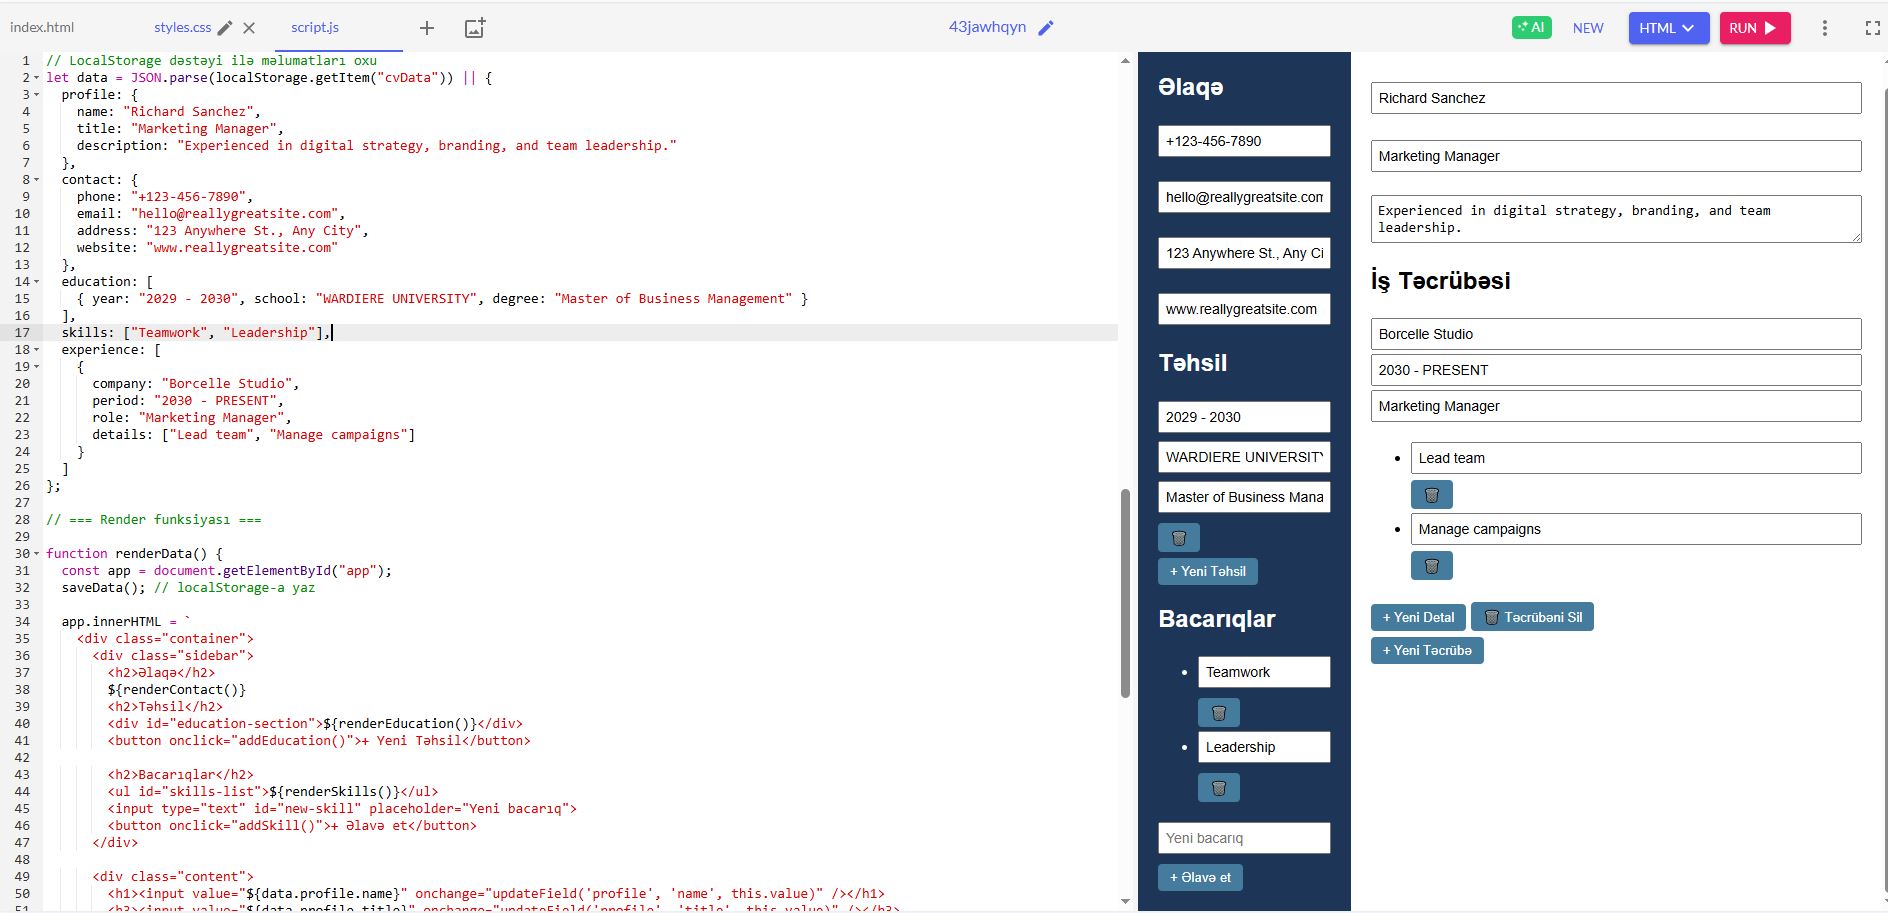 index.html
styles.css
script.js
43jawhqyn
AI
NEW
HTML
RUN
1 // LocalStorage dəstəyi ilə məlumatları oxu
2 let data = JSON.parse(localStorage.getItem("cvData")) || {
3 profile: {
4 name: "Richard Sanchez",
5 title: "Marketing Manager",
6 description: "Experienced in digital strategy, branding, and team leadership."
7 },
8 contact: {
9 phone: "+123-456-7890",
10 email: "hello@reallygreatsite.com",
11 address: "123 Anywhere St., Any City",
12 website: "www.reallygreatsite.com"
13 },
14 education: [
15 { year: "2029 - 2030", school: "WARDIERE UNIVERSITY", degree: "Master of Business Management" }
16 ],
17 skills: ["Teamwork", "Leadership"],
18 experience: [
19 {
20 company: "Borcelle Studio",
21 period: "2030 - PRESENT",
22 role: "Marketing Manager",
23 details: ["Lead team", "Manage campaigns"]
24 }
25 ]
26 };
27
28 // === Render funksiyası ===
29
30 function renderData() {
31 const app = document.getElementById("app");
32 saveData(); // localStorage-a yaz
33
34 app.innerHTML = `
35 <div class="container">
36 <div class="sidebar">
37 <h2>Əlaqə</h2>
38 ${renderContact()}
39 <h2>Təhsil</h2>
40 <div id="education-section">${renderEducation()}</div>
41 <button onclick="addEducation()">+ Yeni Təhsil</button>
42
43 <h2>Bacarıqlar</h2>
44 <ul id="skills-list">${renderSkills()}</ul>
45 <input type="text" id="new-skill" placeholder="Yeni bacarıq">
46 <button onclick="addSkill()">+ Əlavə et</button>
47 </div>
48
49 <div class="content">
50 <h1><input value="${data.profile.name}" onchange="updateField('profile', 'name', this.value)" /></h1>
51 <h3><input value="${data.profile.title}" onchange="updateField('profile', 'title', this.value)" /></h3>
Əlaqə
+123-456-7890
hello@reallygreatsite.com
123 Anywhere St., Any Ci
www.reallygreatsite.com
Təhsil
2029 - 2030
WARDIERE UNIVERSITY
Master of Business Mana
+ Yeni Təhsil
Bacarıqlar
Teamwork
Leadership
Yeni bacarıq
+ Əlavə et
Richard Sanchez
Marketing Manager
Experienced in digital strategy, branding, and team
leadership.
İş Təcrübəsi
Borcelle Studio
2030 - PRESENT
Marketing Manager
Lead team
Manage campaigns
+ Yeni Detal
Təcrübəni Sil
+ Yeni Təcrübə